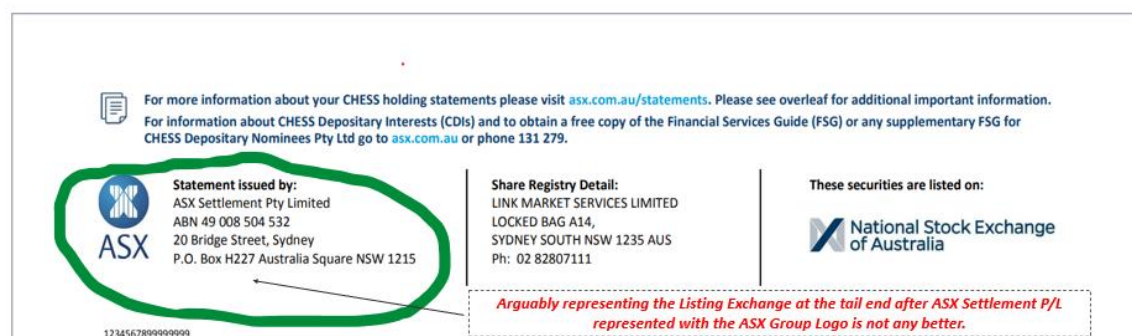 For more information about your CHESS holding statements please visit asx.com.au/statements. Please see overleaf for additional important information.
For information about CHESS Depositary Interests (CDIs) and to obtain a free copy of the Financial Services Guide (FSG) or any supplementary FSG for
CHESS Depositary Nominees Pty Ltd go to asx.com.au or phone 131 279.
ASX
Statement issued by:
ASX Settlement Pty Limited
ABN 49 008 504 532
20 Bridge Street, Sydney
P.O. Box H227 Australia Square NSW 1215
Share Registry Detail:
LINK MARKET SERVICES LIMITED
LOCKED BAG A14,
SYDNEY SOUTH NSW 1235 AUS
Ph: 02 82807111
These securities are listed on:
National Stock Exchange
of Australia
Arguably representing the Listing Exchange at the tail end after ASX Settlement P/L
represented with the ASX Group Logo is not any better.
1234567899999999